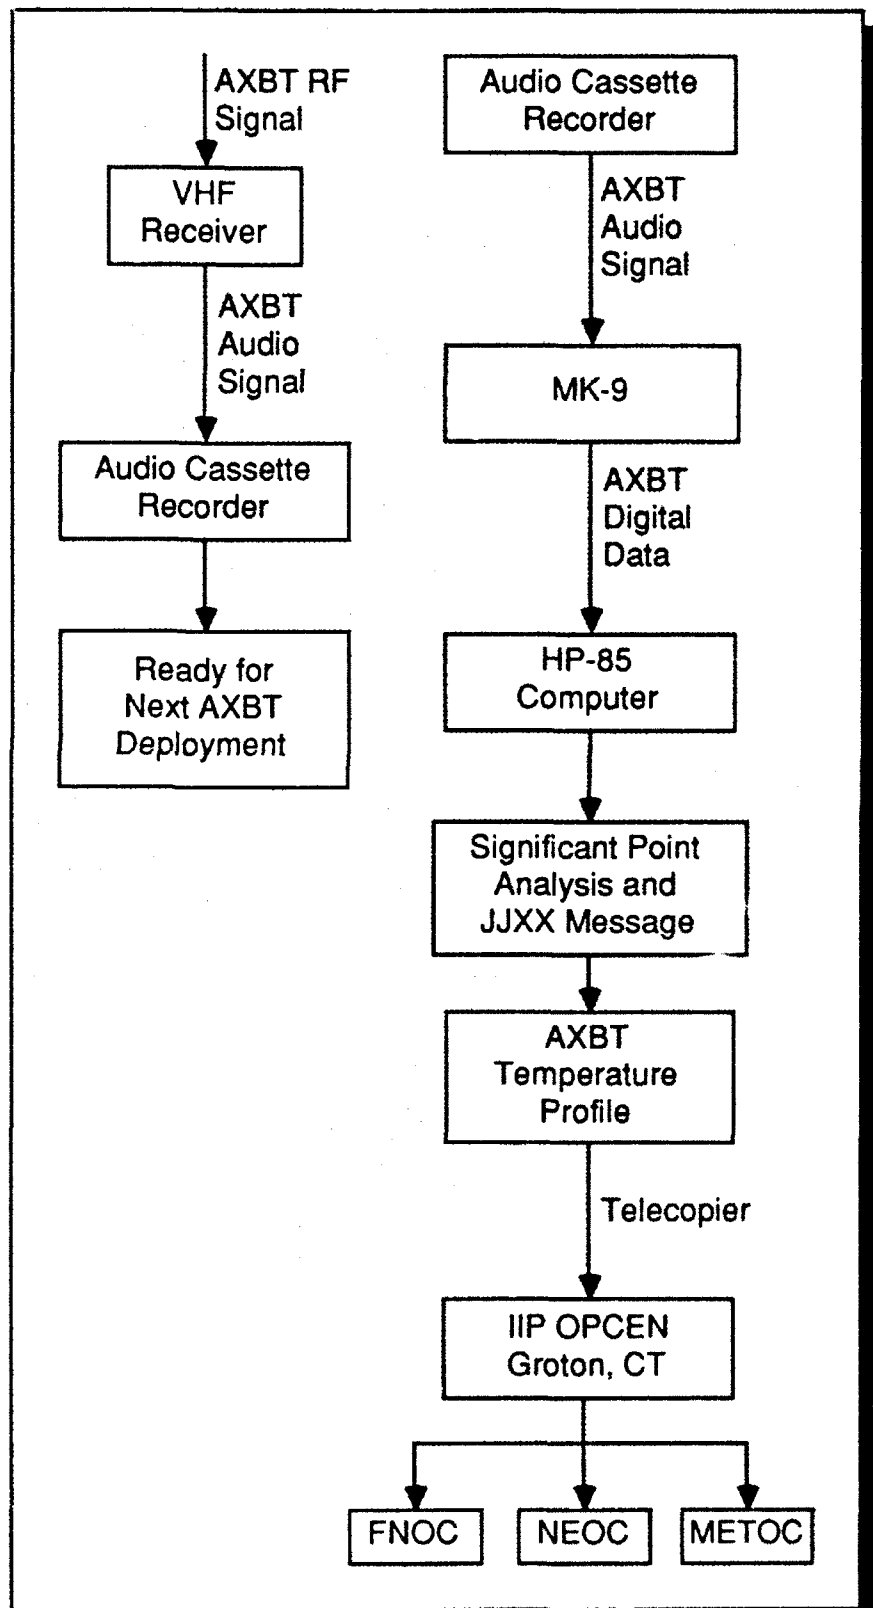 AXBT RF
Signal
VHF
Receiver
AXBT
Audio
Signal
Audio Cassette
Recorder
Ready for
Next AXBT
Deployment
Audio Cassette
Recorder
AXBT
Audio
Signal
MK-9
AXBT
Digital
Data
HP-85
Computer
Significant Point
Analysis and
JJXX Message
AXBT
Temperature
Profile
Telecopier
IIP OPCEN
Groton, CT
FNOC
NEOC
METOC